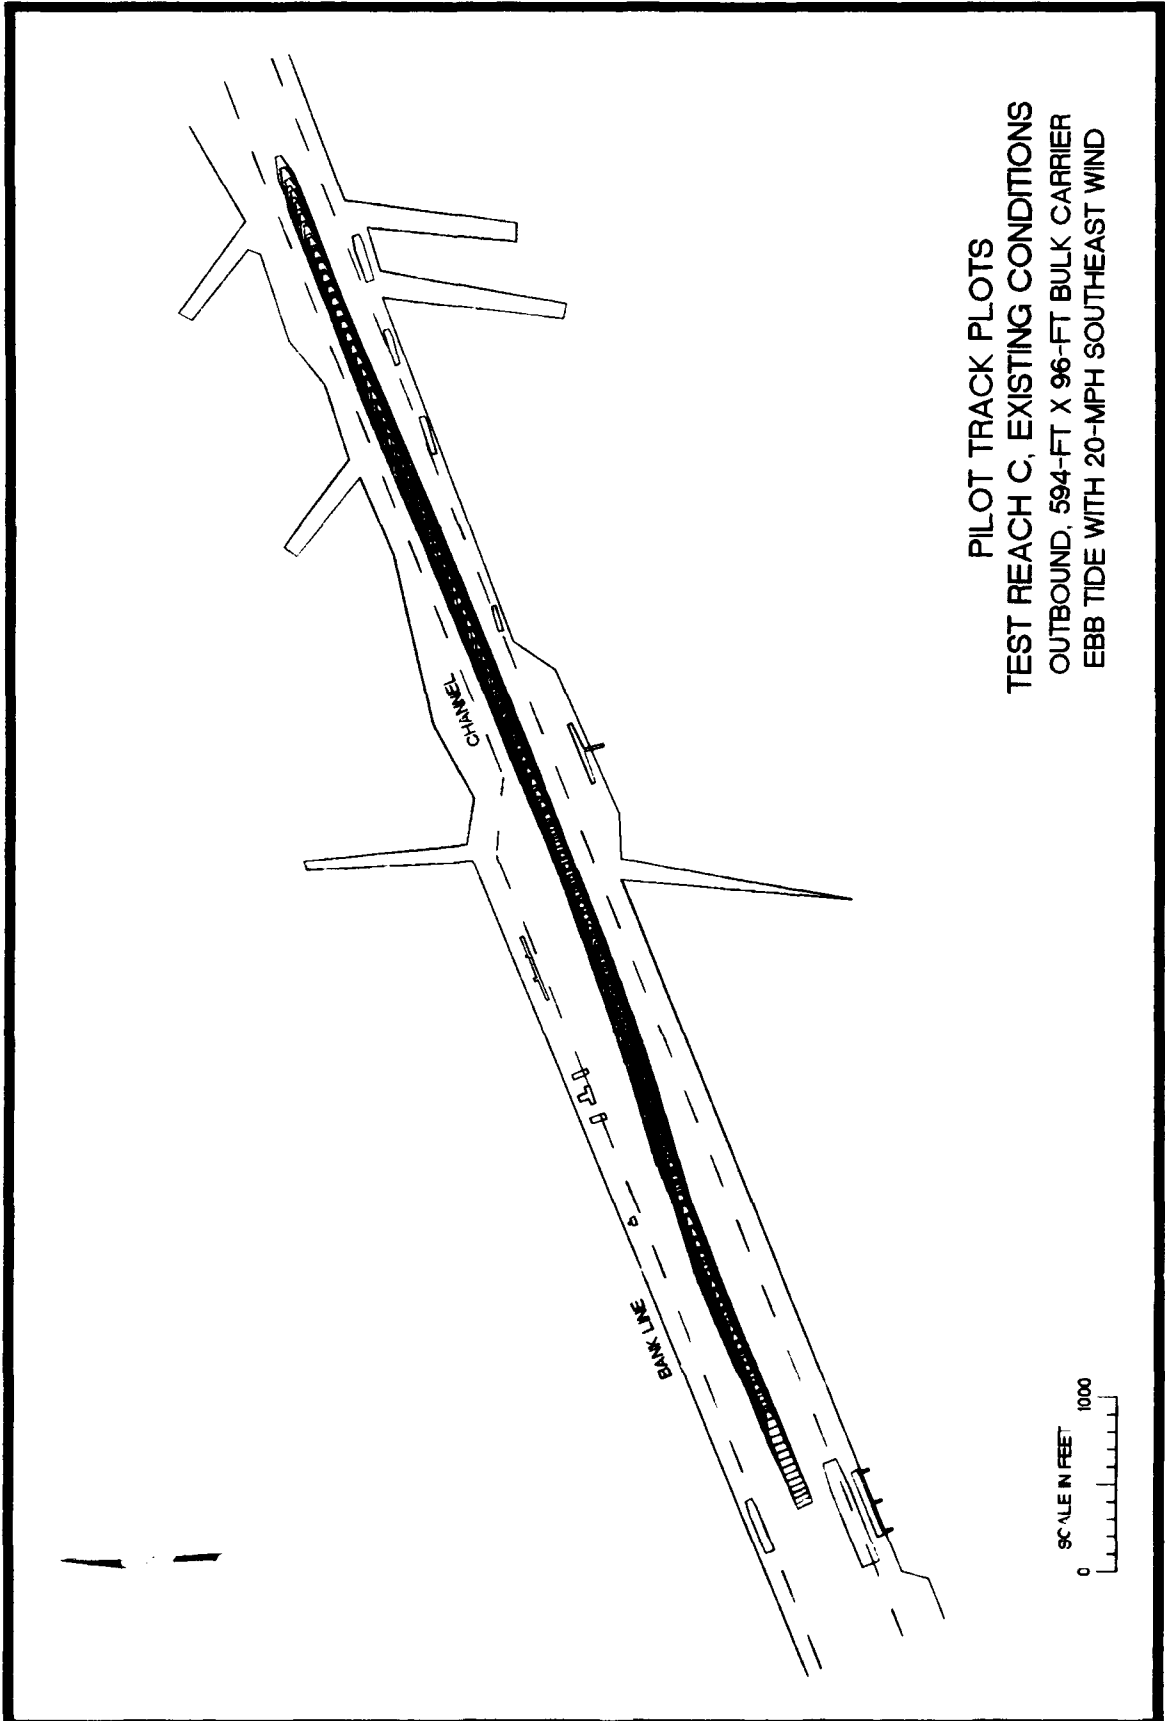 PILOT TRACK PLOTS
TEST REACH C, EXISTING CONDITIONS
OUTBOUND, 594-FT X 96-FT BULK CARRIER
EBB TIDE WITH 20-MPH SOUTHEAST WIND
CHANNEL
BANK LINE
SCALE IN FEET
0 1000